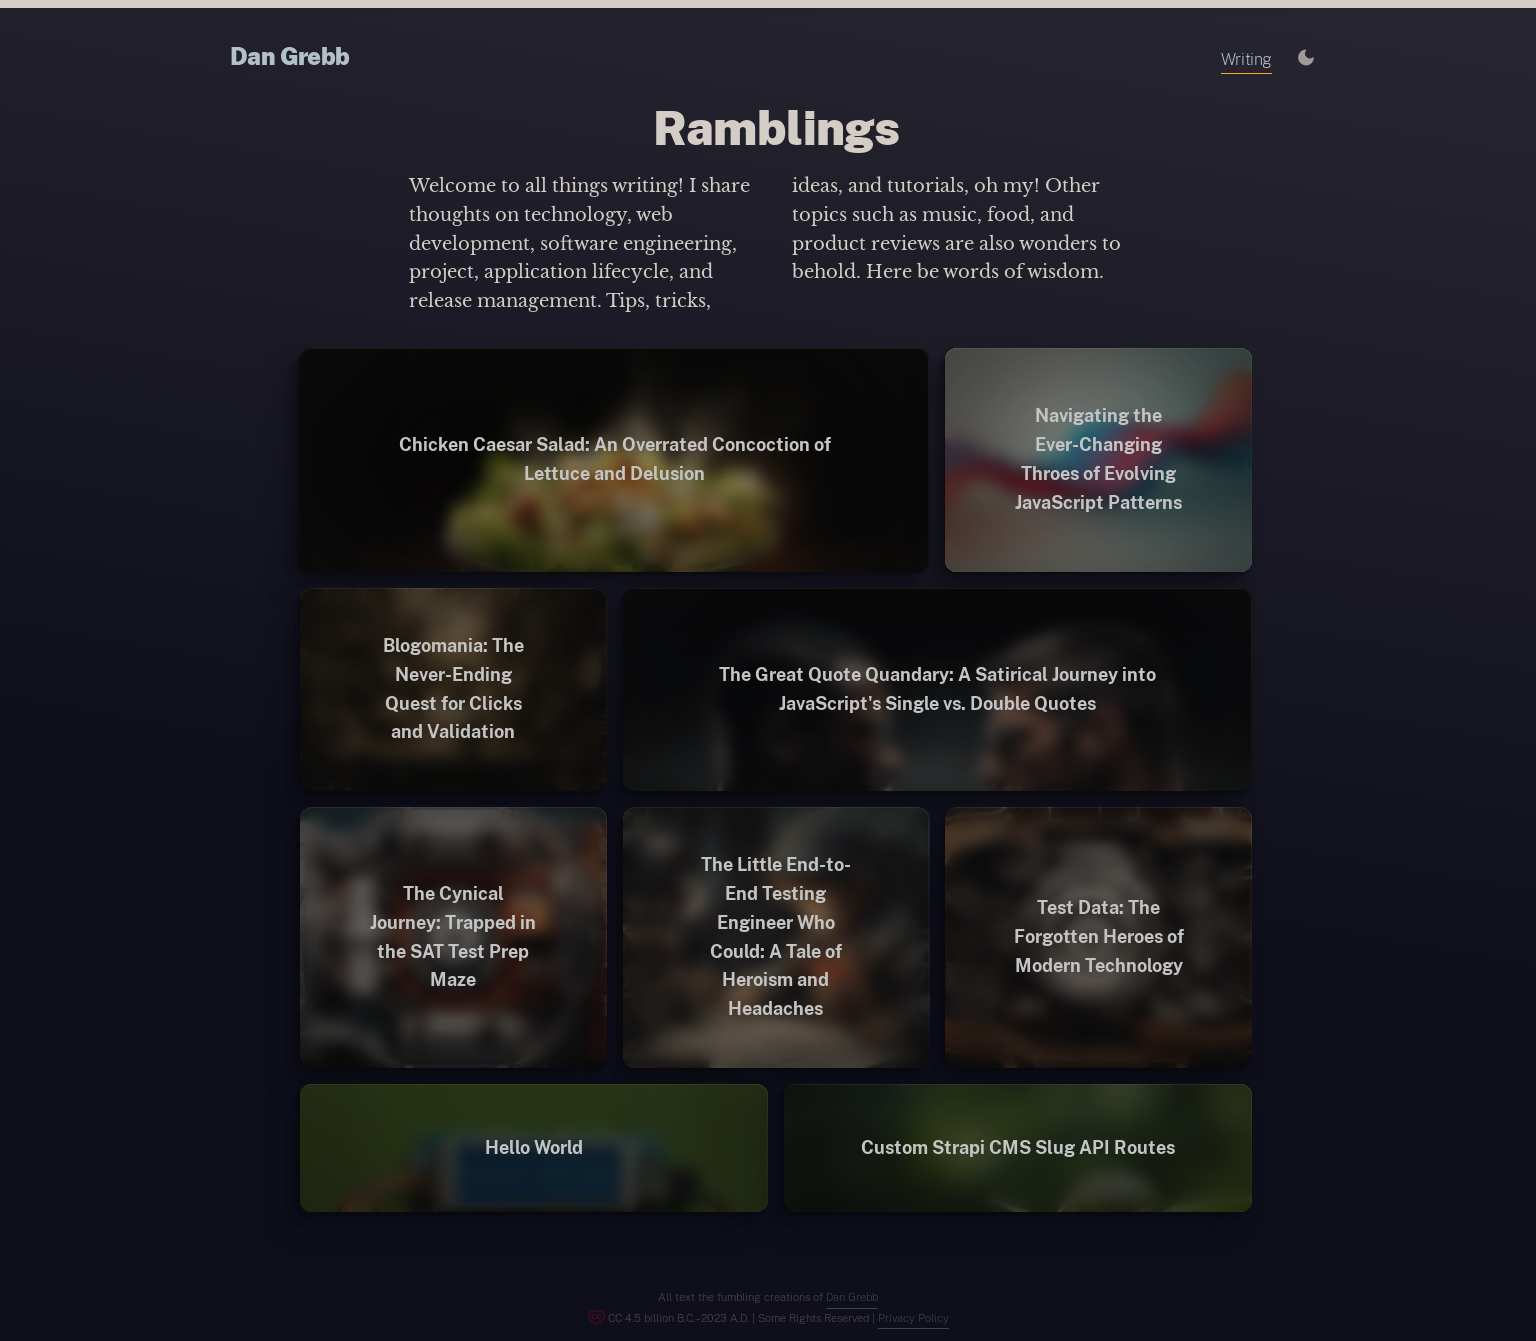 Dan Grebb
Writing
Ramblings
Welcome to all things writing! I share
thoughts on technology, web
development, software engineering,
project, application lifecycle, and
release management. Tips, tricks,
ideas, and tutorials, oh my! Other
topics such as music, food, and
product reviews are also wonders to
behold. Here be words of wisdom.
Chicken Caesar Salad: An Overrated Concoction of
Lettuce and Delusion
Navigating the
Ever-Changing
Throes of Evolving
JavaScript Patterns
Blogomania: The
Never-Ending
Quest for Clicks
and Validation
The Great Quote Quandary: A Satirical Journey into
JavaScript's Single vs. Double Quotes
The Cynical
Journey: Trapped in
the SAT Test Prep
Maze
The Little End-to-
End Testing
Engineer Who
Could: A Tale of
Heroism and
Headaches
Test Data: The
Forgotten Heroes of
Modern Technology
Hello World
Custom Strapi CMS Slug API Routes
All text the fumbling creations of Dan Grebb
CC 4.5 billion B.C.–2023 A.D. | Some Rights Reserved | Privacy Policy